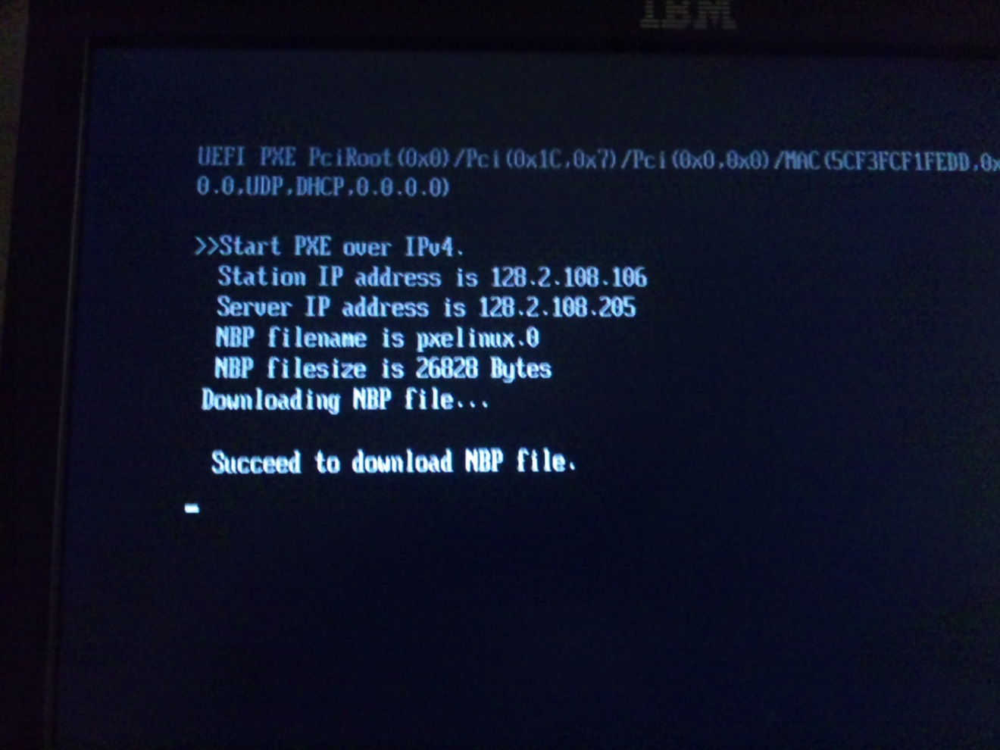 IBM
UEFI PXE PciRoot(0x0)/Pci(0x1C,0x7)/Pci(0x0,0x0)/MAC(5CF3FCF1FEDD,0x
0.0,UDP,DHCP,0.0.0.0)
>>Start PXE over IPv4.
Station IP address is 128.2.108.106
Server IP address is 128.2.108.205
NBP filename is pxelinux.0
NBP filesize is 26828 Bytes
Downloading NBP file...
Succeed to download NBP file.